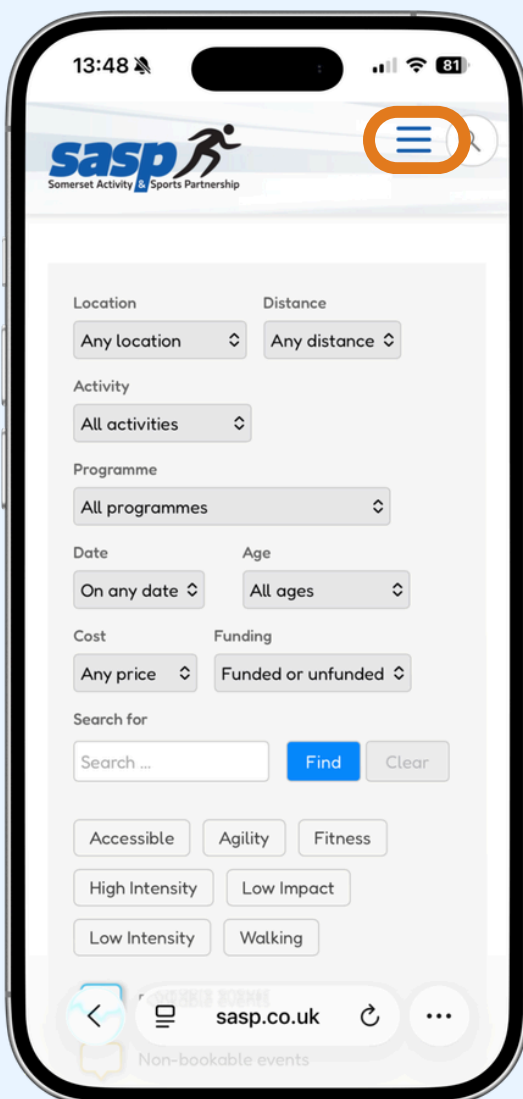 13:48
81
sasp
Somerset Activity & Sports Partnership
Location Distance
Any location Any distance
Activity
All activities
Programme
All programmes
Date Age
On any date All ages
Cost Funding
Any price Funded or unfunded
Search for
Search ... Find Clear
Accessible Agility Fitness
High Intensity Low Impact
Low Intensity Walking
sasp.co.uk
Non-bookable events